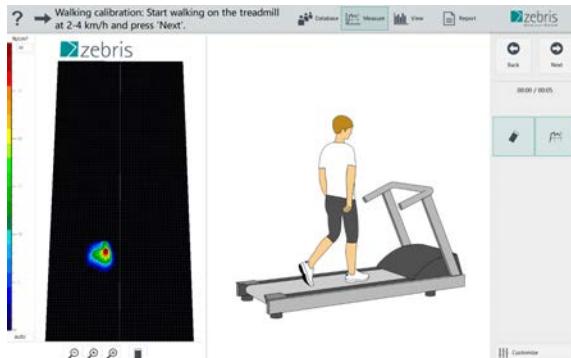 ?
Walking calibration: Start walking on the treadmill
at 2-4 km/h and press 'Next'.
Database
Measure
View
Report
zebris
zebris
Back
Next
00:00 / 00:05
auto
Customize